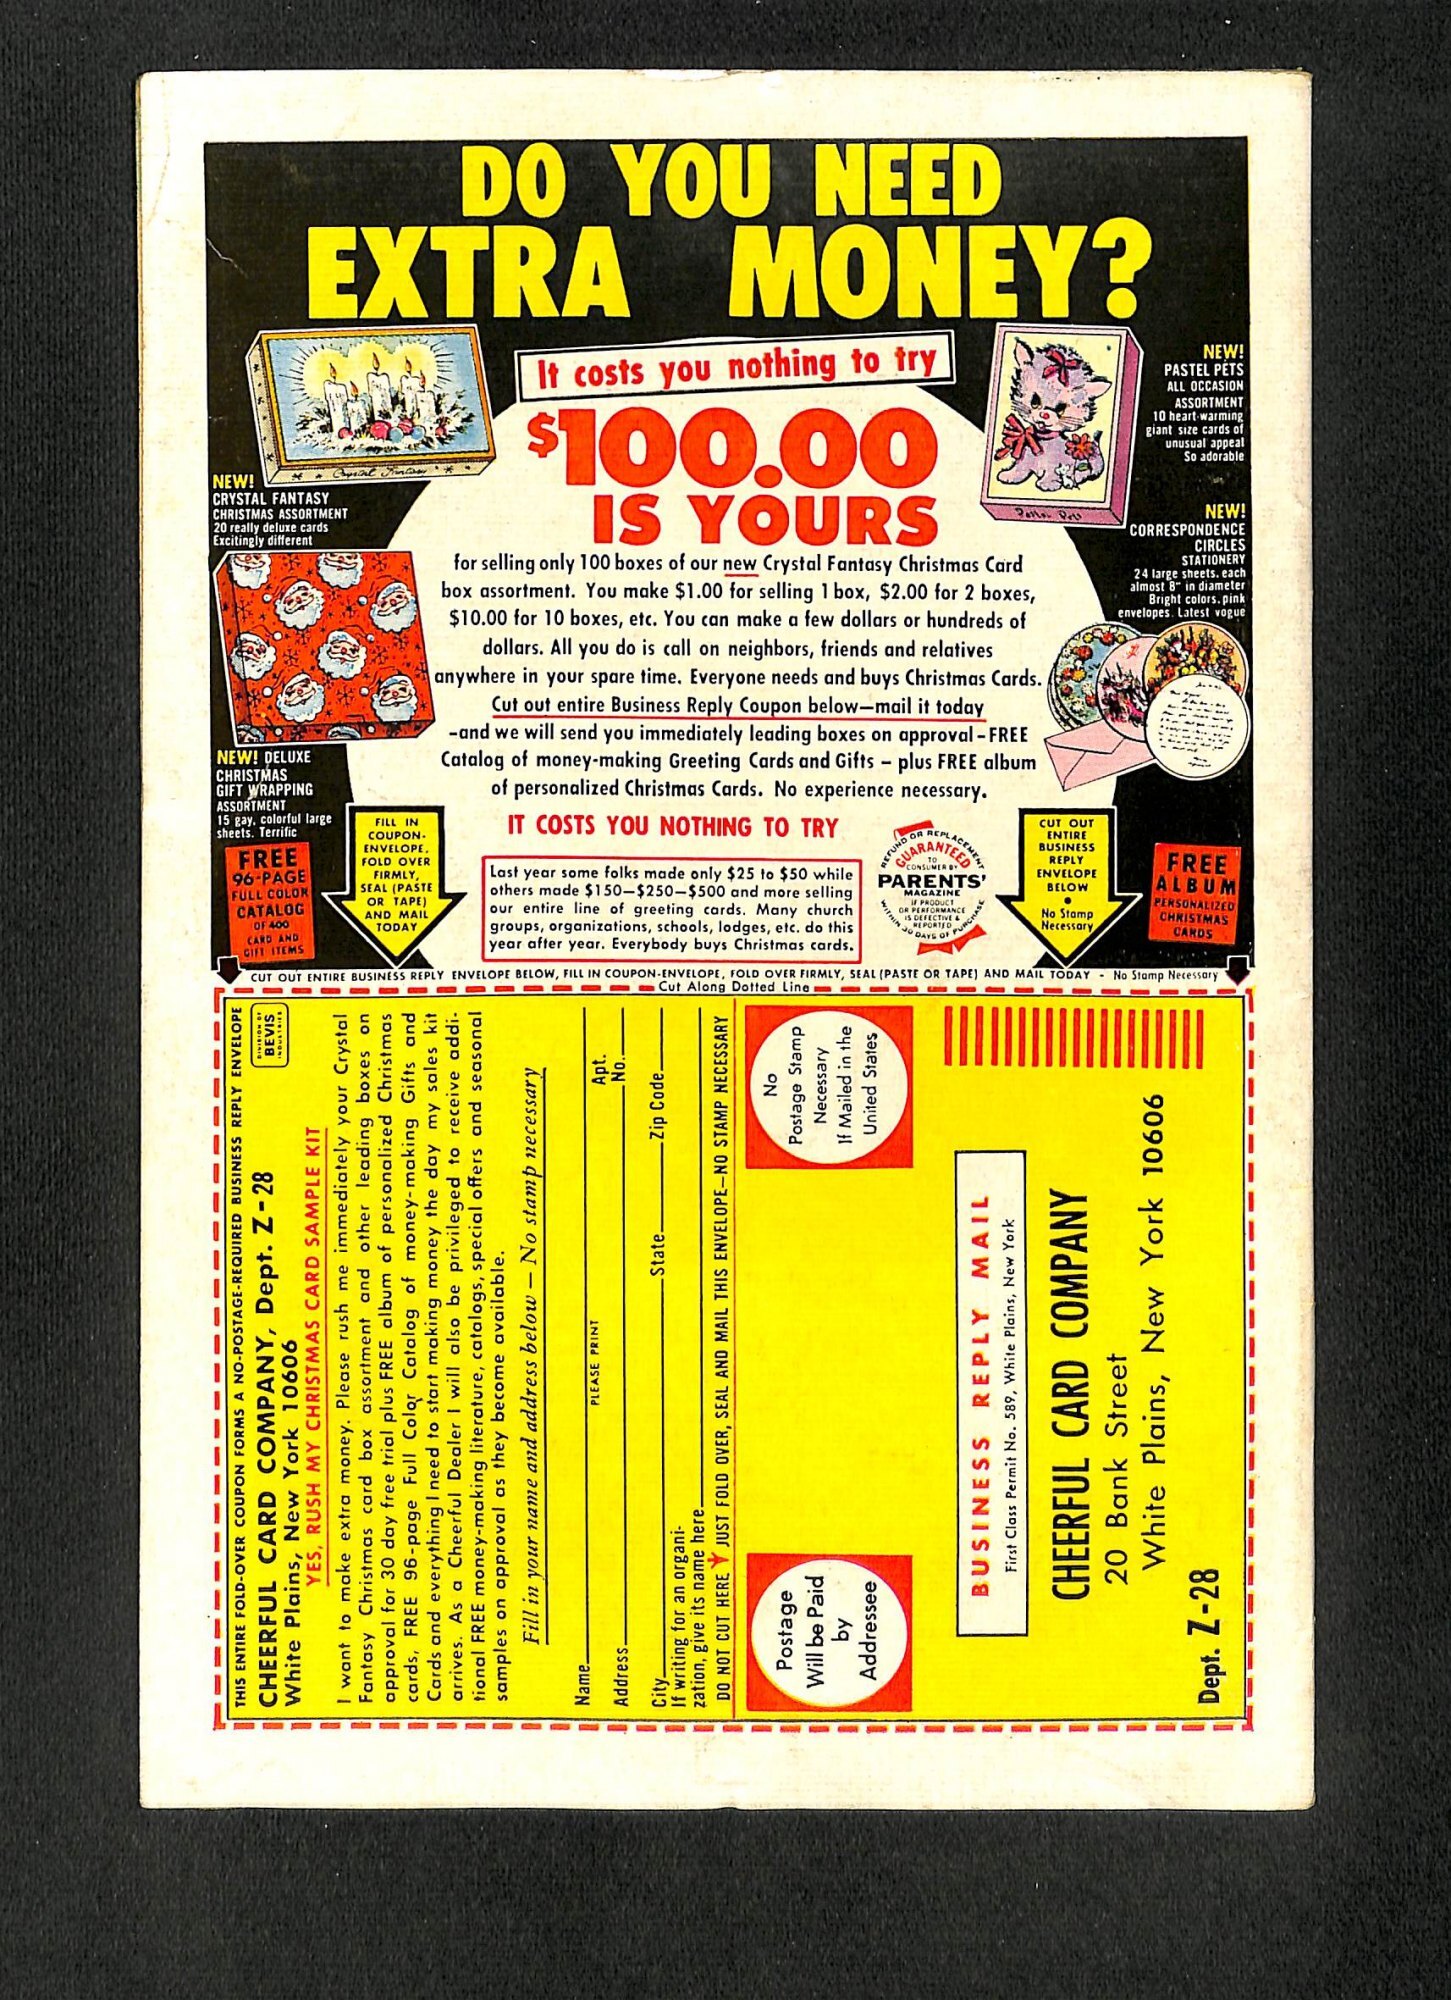 DO YOU NEED
EXTRA MONEY?
It costs you nothing to try
$100.00
IS YOURS
Crystal Fantasy
NEW!
CRYSTAL FANTASY
CHRISTMAS ASSORTMENT
20 really deluxe cards
Excitingly different
NEW!
PASTEL PETS
ALL OCCASION
ASSORTMENT
10 heart-warming
giant size cards of
unusual appeal
So adorable
NEW!
CORRESPONDENCE
CIRCLES
STATIONERY
24 large sheets, each
almost 8" in diameter
Bright colors, pink
envelopes. Latest vogue
for selling only 100 boxes of our new Crystal Fantasy Christmas Card
box assortment. You make $1.00 for selling 1 box, $2.00 for 2 boxes,
$10.00 for 10 boxes, etc. You can make a few dollars or hundreds of
dollars. All you do is call on neighbors, friends and relatives
anywhere in your spare time. Everyone needs and buys Christmas Cards.
Cut out entire Business Reply Coupon below—mail it today
-and we will send you immediately leading boxes on approval - FREE
Catalog of money-making Greeting Cards and Gifts - plus FREE album
of personalized Christmas Cards. No experience necessary.
NEW! DELUXE
CHRISTMAS
GIFT WRAPPING
ASSORTMENT
15 gay, colorful large
sheets. Terrific
FREE
96-PAGE
FULL COLOR
CATALOG
OF 400
CARD AND
GIFT ITEMS
FILL IN
COUPON-
ENVELOPE,
FOLD OVER
FIRMLY,
SEAL (PASTE
OR TAPE)
AND MAIL
TODAY
IT COSTS YOU NOTHING TO TRY
Last year some folks made only $25 to $50 while
others made $150—$250—$500 and more selling
our entire line of greeting cards. Many church
groups, organizations, schools, lodges, etc. do this
year after year. Everybody buys Christmas cards.
REFUND OR REPLACEMENT
GUARANTEED
TO
CONSUMER BY
PARENTS'
MAGAZINE
IF PRODUCT
OR PERFORMANCE
IS DEFECTIVE &
REPORTED
WITHIN 30 DAYS OF PURCHASE
CUT OUT
ENTIRE
BUSINESS
REPLY
ENVELOPE
BELOW
•
No Stamp
Necessary
FREE
ALBUM
PERSONALIZED
CHRISTMAS
CARDS
CUT OUT ENTIRE BUSINESS REPLY ENVELOPE BELOW, FILL IN COUPON-ENVELOPE, FOLD OVER FIRMLY, SEAL (PASTE OR TAPE) AND MAIL TODAY - No Stamp Necessary
Cut Along Dotted Line
THIS ENTIRE FOLD-OVER COUPON FORMS A NO-POSTAGE-REQUIRED BUSINESS REPLY ENVELOPE
CHEERFUL CARD COMPANY, Dept. Z-28
White Plains, New York 10606
DIVISION OF
BEVIS
INDUSTRIES
YES, RUSH MY CHRISTMAS CARD SAMPLE KIT
I want to make extra money. Please rush me immediately your Crystal
Fantasy Christmas card box assortment and other leading boxes on
approval for 30 day free trial plus FREE album of personalized Christmas
cards, FREE 96-page Full Color Catalog of money-making Gifts and
Cards and everything I need to start making money the day my sales kit
arrives. As a Cheerful Dealer I will also be privileged to receive addi-
tional FREE money-making literature, catalogs, special offers and seasonal
samples on approval as they become available.
Fill in your name and address below — No stamp necessary
Name
PLEASE PRINT
Address Apt. No.
City State Zip Code
If writing for an organi-
zation, give its name here
DO NOT CUT HERE JUST FOLD OVER, SEAL AND MAIL THIS ENVELOPE—NO STAMP NECESSARY
Postage
Will be Paid
by
Addressee
No
Postage Stamp
Necessary
If Mailed in the
United States
BUSINESS REPLY MAIL
First Class Permit No. 589, White Plains, New York
CHEERFUL CARD COMPANY
20 Bank Street
White Plains, New York 10606
Dept. Z-28